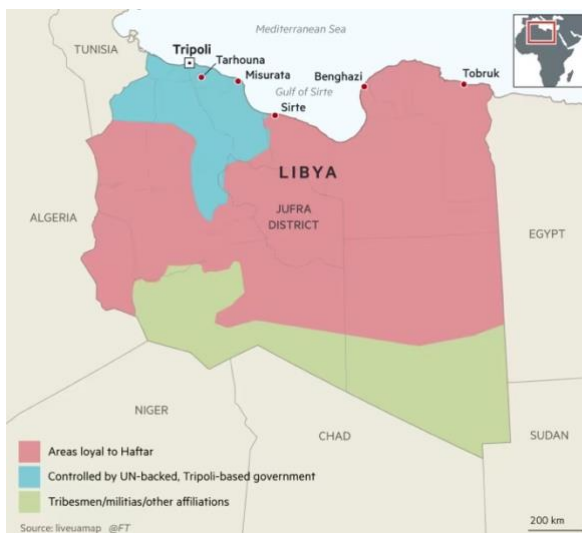 Mediterranean Sea
TUNISIA
Tripoli
Tarhouna
Misurata
Benghazi
Tobruk
Gulf of Sirte
Sirte
LIBYA
JUFRA
DISTRICT
ALGERIA
EGYPT
NIGER
CHAD
SUDAN
Areas loyal to Haftar
Controlled by UN-backed, Tripoli-based government
Tribesmen/militias/other affiliations
Source: liveuamap @FT
200 km